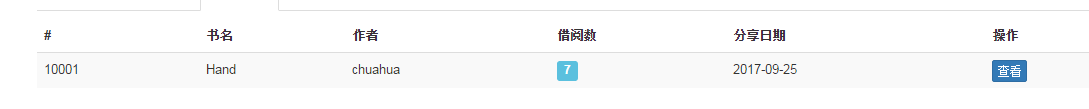 # 书名 作者 借阅数 分享日期 操作
10001 Hand chuahua 7 2017-09-25 查看